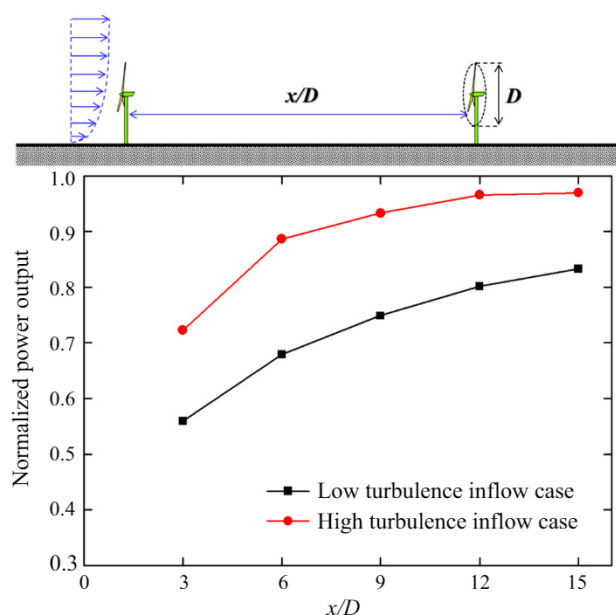 x/D
D
1.0
0.9
0.8
0.7
0.6
0.5
0.4
0.3
Normalized power output
Low turbulence inflow case
High turbulence inflow case
0 3 6 9 12 15
x/D